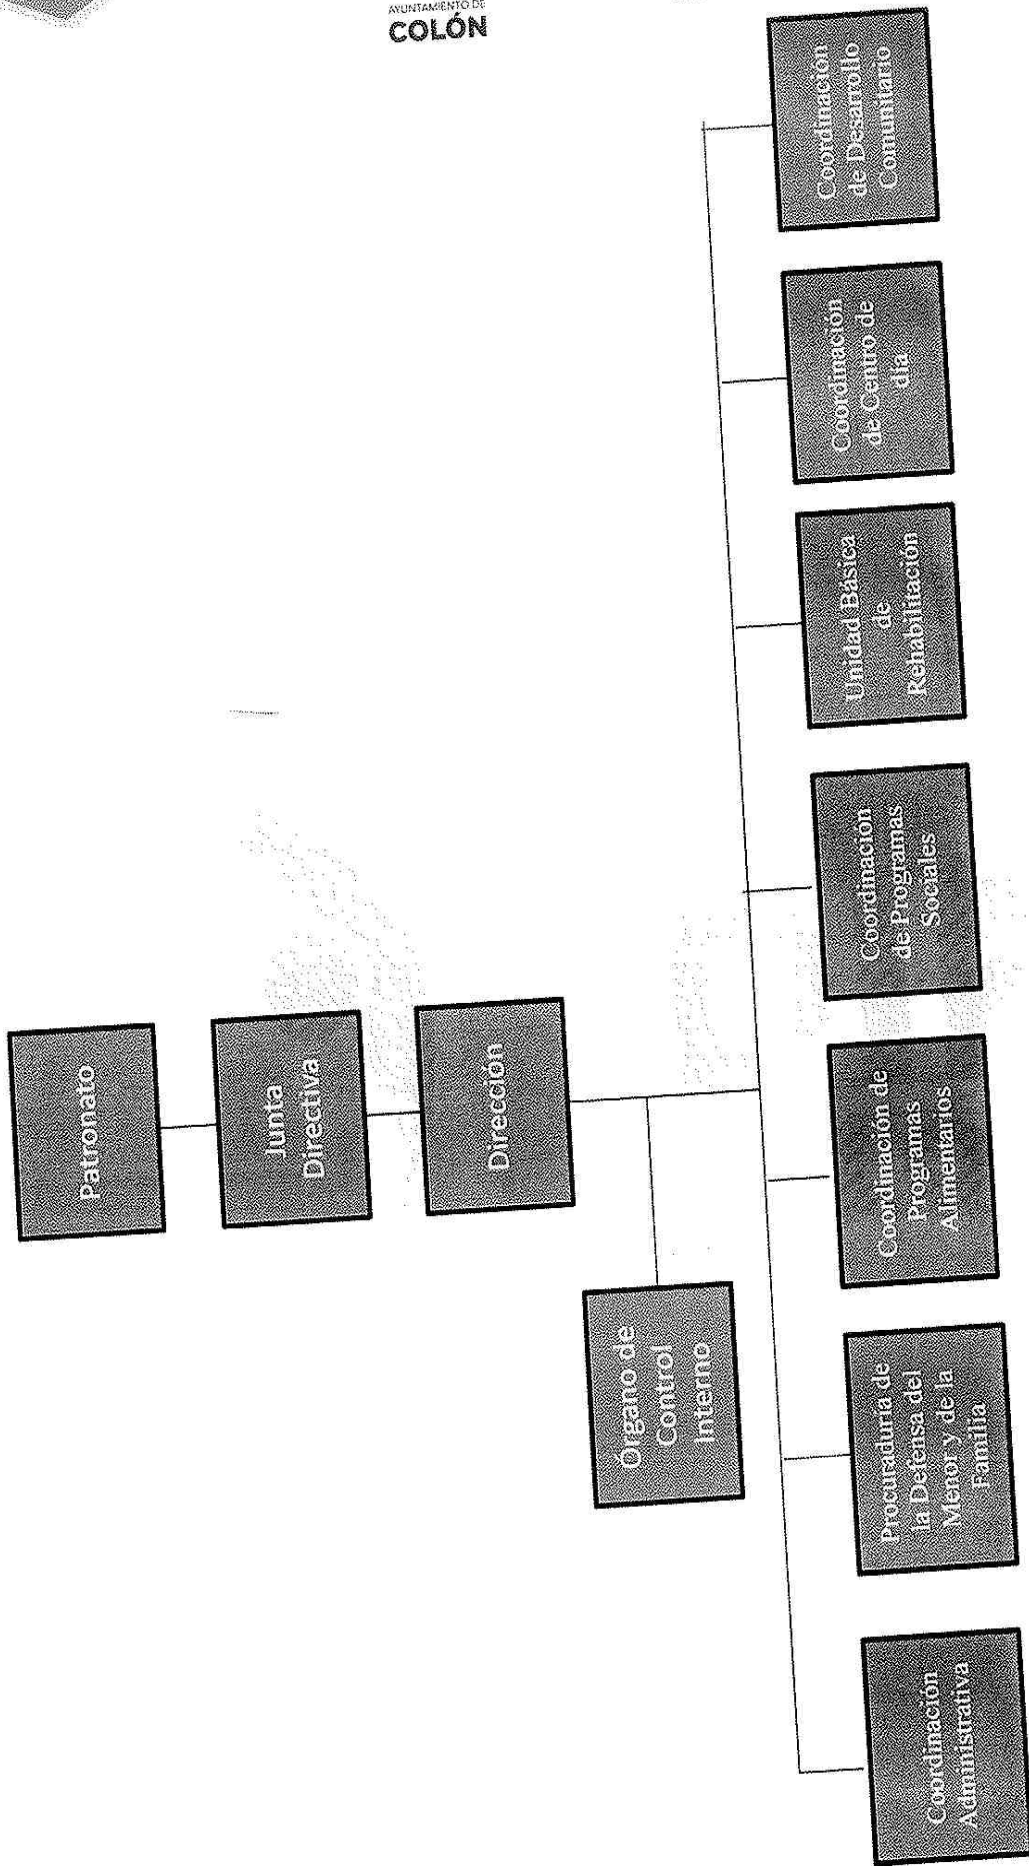 AYUNTAMIENTO DE
COLÓN
Patronato
Junta
Directiva
Dirección
Organo de
Control
Interno
Coordinación
Administrativa
Procuraduría de
la Defensa del
Menor y de la
Familia
Coordinación de
Programas
Alimentarios
Coordinación
de Programas
Sociales
Unidad Básica
de
Rehabilitación
Coordinación
de Centro de
día
Coordinación
de Desarrollo
Comunitario